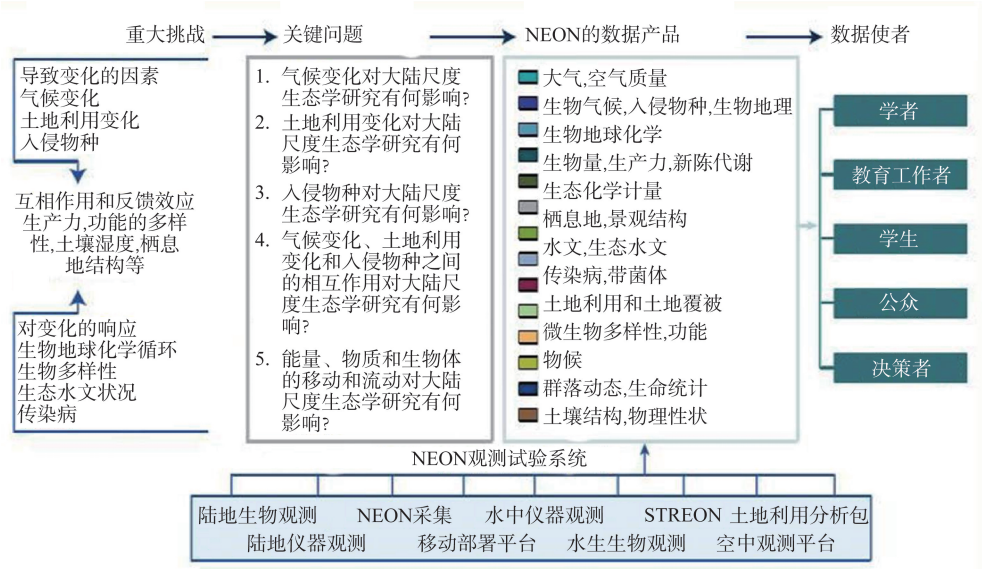 重大挑战
关键问题
NEON的数据产品
数据使者
导致变化的因素
气候变化
土地利用变化
入侵物种
互相作用和反馈效应
生产力,功能的多样
性,土壤湿度,栖息
地结构等
对变化的响应
生物地球化学循环
生物多样性
生态水文状况
传染病
1. 气候变化对大陆尺度
生态学研究有何影响?
2. 土地利用变化对大陆
尺度生态学研究有何
影响?
3. 入侵物种对大陆尺度
生态学研究有何影响?
4. 气候变化、土地利用
变化和入侵物种之间
的相互作用对大陆尺
度生态学研究有何影
响?
5. 能量、物质和生物体
的移动和流动对大陆
尺度生态学研究有何
影响?
大气,空气质量
生物气候,入侵物种,生物地理
生物地球化学
生物量,生产力,新陈代谢
生态化学计量
栖息地,景观结构
水文,生态水文
传染病,带菌体
土地利用和土地覆被
微生物多样性,功能
物候
群落动态,生命统计
土壤结构,物理性状
学者
教育工作者
学生
公众
决策者
NEON观测试验系统
陆地生物观测
NEON采集
水中仪器观测
STREON
土地利用分析包
陆地仪器观测
移动部署平台
水生生物观测
空中观测平台